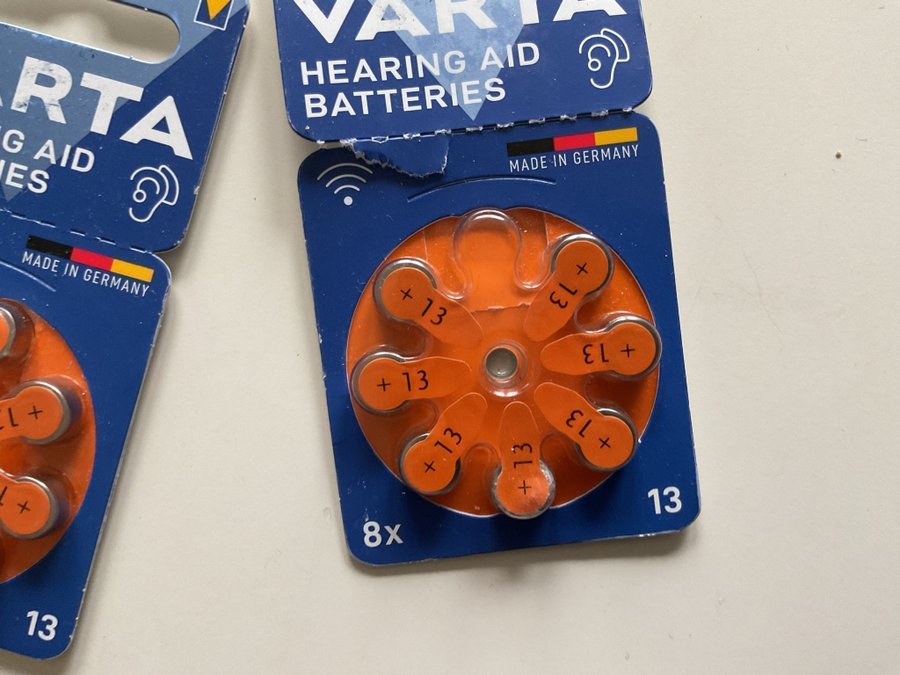 VARTA
HEARING AID
BATTERIES
MADE IN GERMANY
+ 13
+ 13
+ 13
+ 13
+ 13
+ 13
+ 13
8x
13
ARTA
G AID
IES
MADE IN GERMANY
+
+
13